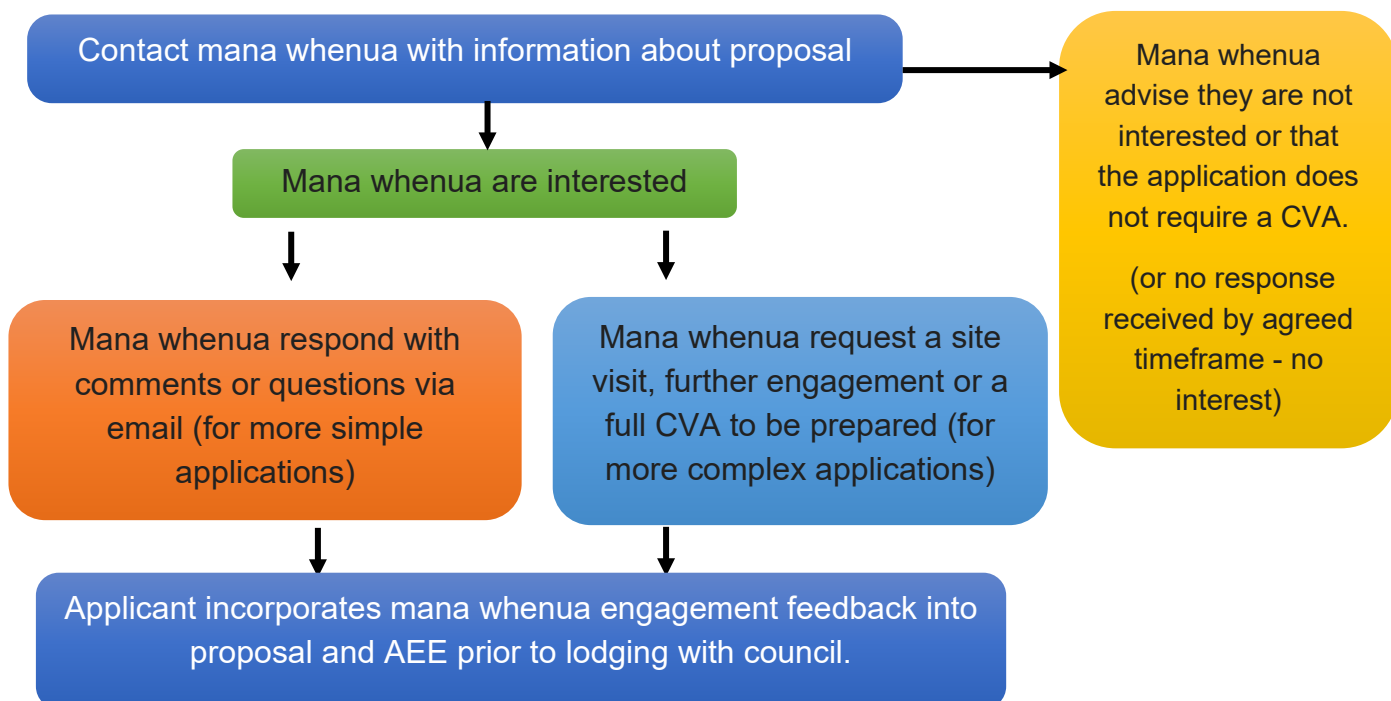 Contact mana whenua with information about proposal
Mana whenua
advise they are not
interested or that
the application does
not require a CVA.
(or no response
received by agreed
timeframe - no
interest)
Mana whenua are interested
Mana whenua respond with
comments or questions via
email (for more simple
applications)
Mana whenua request a site
visit, further engagement or a
full CVA to be prepared (for
more complex applications)
Applicant incorporates mana whenua engagement feedback into
proposal and AEE prior to lodging with council.